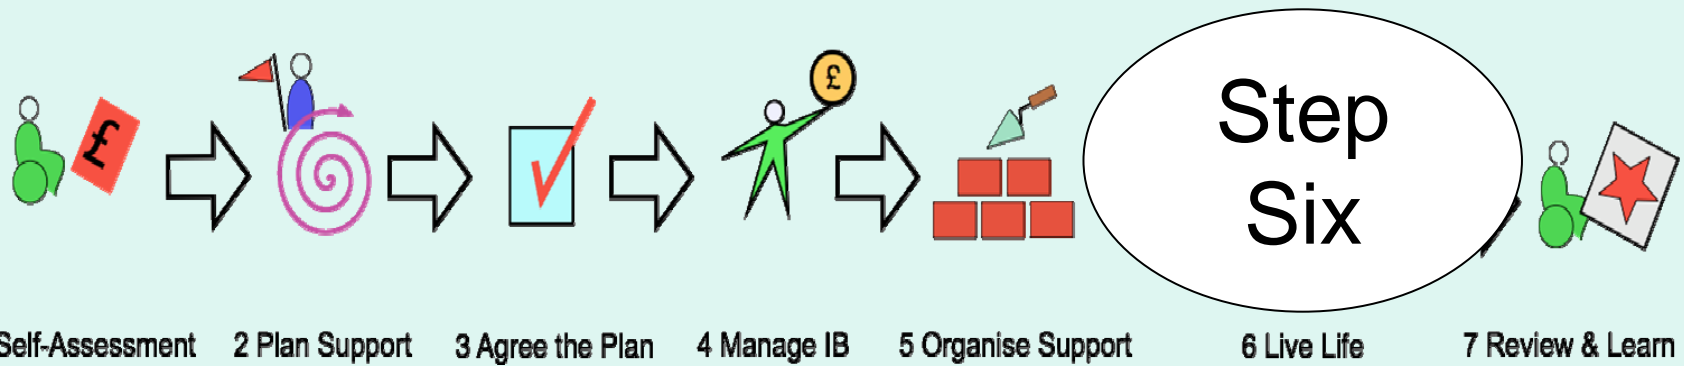 £
£
Step
Six
Self-Assessment 2 Plan Support 3 Agree the Plan 4 Manage IB 5 Organise Support 6 Live Life 7 Review & Learn